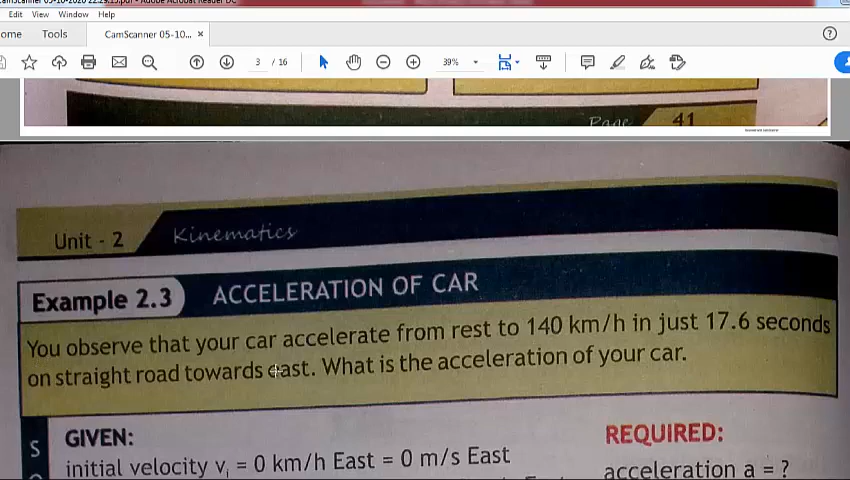 Edit View Window Help
Tools
CamScanner 05-10... ×
3 / 16
39%
41
Unit - 2 Kinematics
Example 2.3 ACCELERATION OF CAR
You observe that your car accelerate from rest to 140 km/h in just 17.6 seconds
on straight road towards east. What is the acceleration of your car.
GIVEN:
REQUIRED:
initial velocity vi = 0 km/h East = 0 m/s East
acceleration a = ?
S